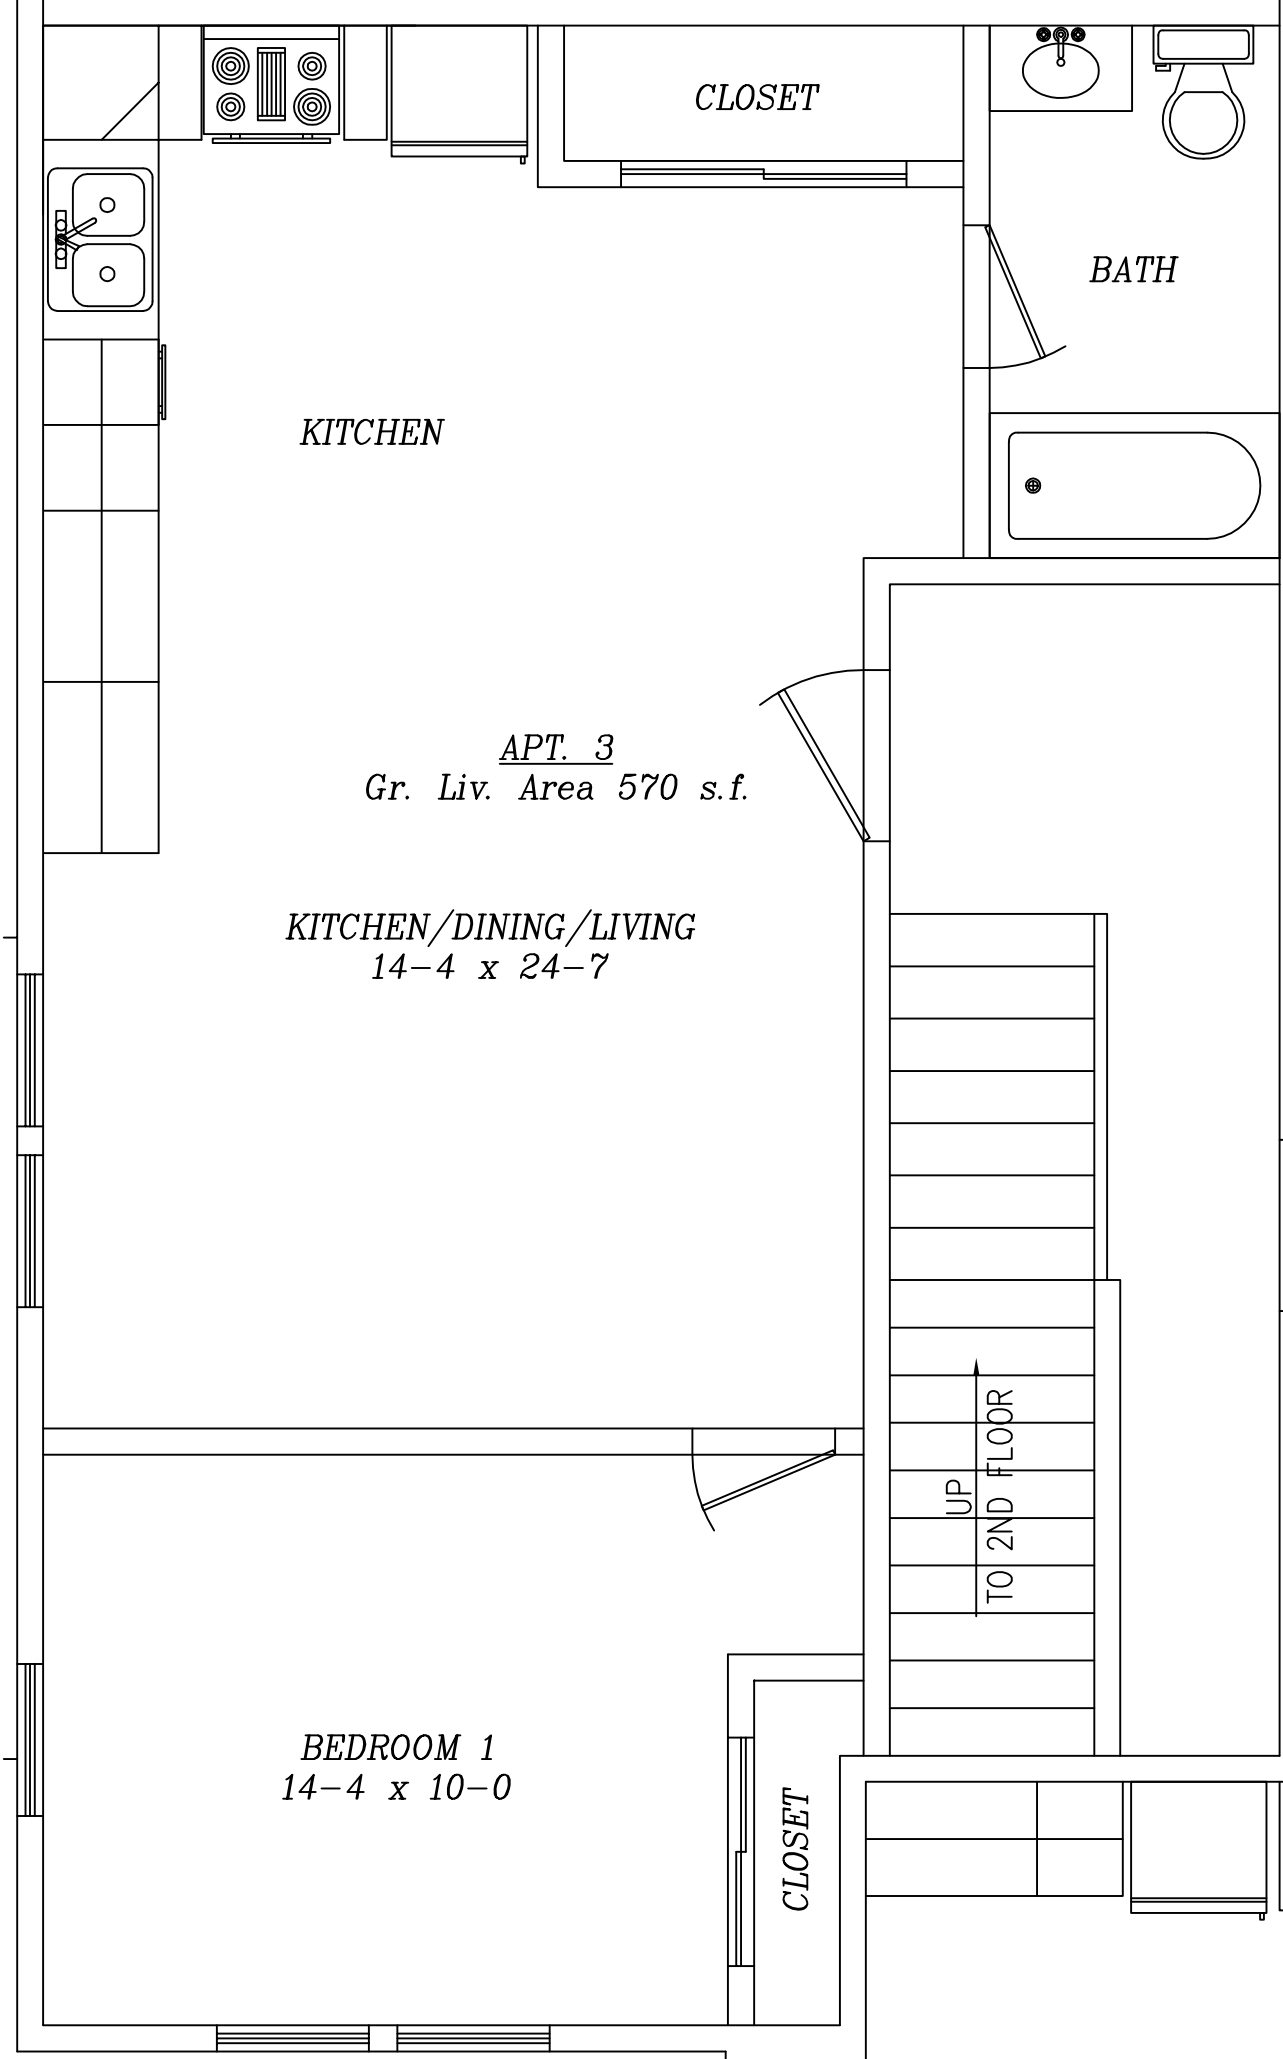 CLOSET
BATH
KITCHEN
APT. 3
Gr. Liv. Area 570 s.f.
KITCHEN/DINING/LIVING
14-4 x 24-7
UP
TO 2ND FLOOR
BEDROOM 1
14-4 x 10-0
CLOSET